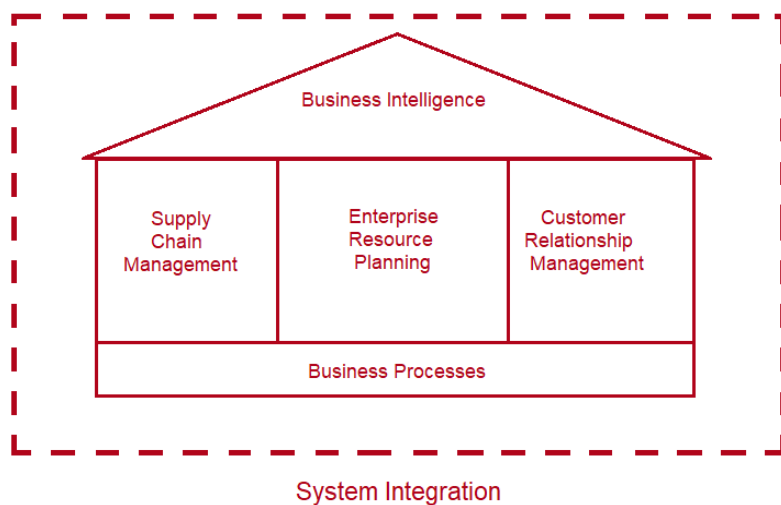 Business Intelligence
Supply
Chain
Management
Enterprise
Resource
Planning
Customer
Relationship
Management
Business Processes
System Integration